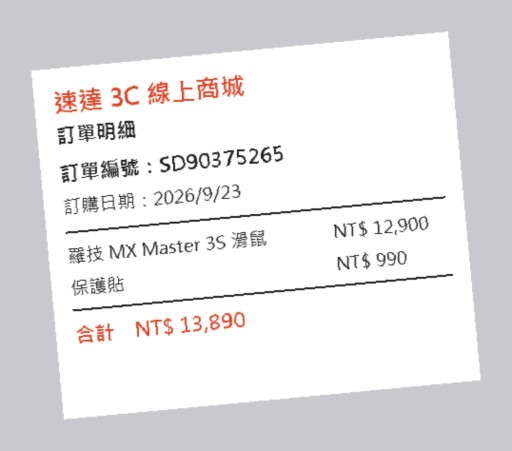 速達 3C 線上商城
訂單明細
訂單編號：SD90375265
訂購日期：2026/9/23
羅技 MX Master 3S 滑鼠 NT$ 12,900
保護貼 NT$ 990
合計 NT$ 13,890